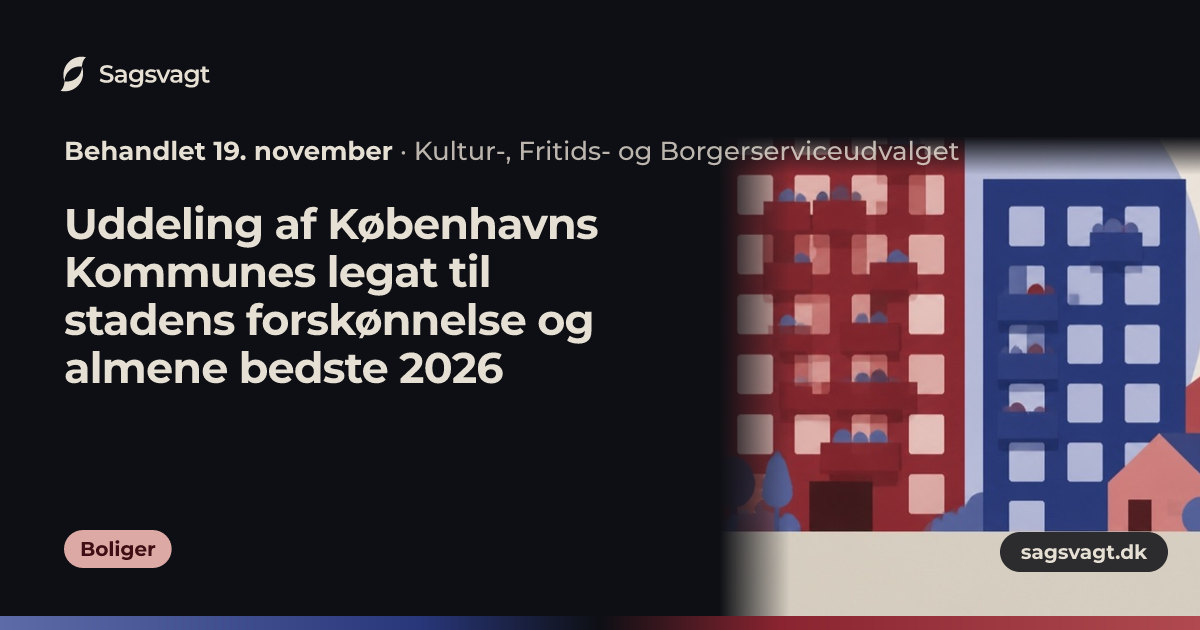 Sagsvagt
Behandlet 19. november · Kultur-, Fritids- og Borgerserviceudvalget
Uddeling af Københavns
Kommunes legat til
stadens forskønnelse og
almene bedste 2026
Boliger
sagsvagt.dk